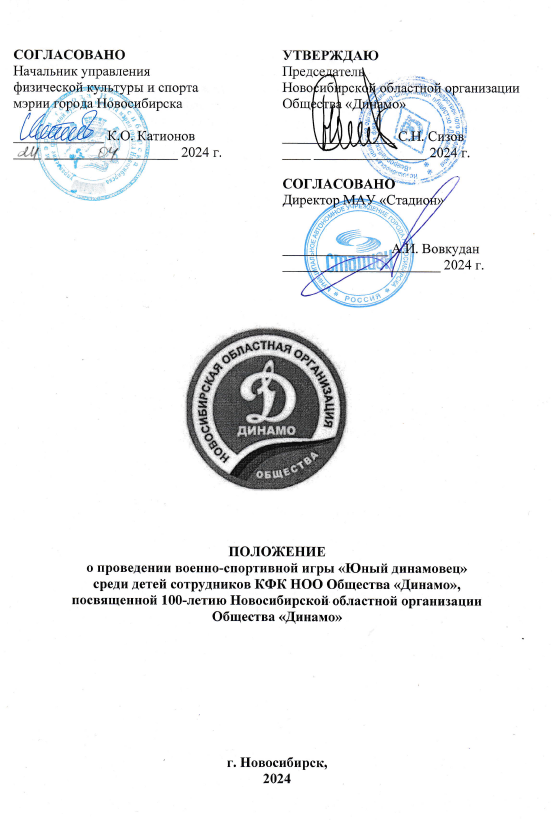 СОГЛАСОВАНО
Начальник управления
физической культуры и спорта
мэрии города Новосибирска
К.О. Катионов
04 2024 г.
УТВЕРЖДАЮ
Председатель
Новосибирской областной организации
Общества «Динамо»
С.Н. Сизов
2024 г.
СОГЛАСОВАНО
Директор МАУ «Стадион»
А.И. Вовкудан
2024 г.
СТАДИОН
РОССИЯ
НОВОСИБИРСКАЯ ОБЛАСТНАЯ ОРГАНИЗАЦИЯ
Д
ДИНАМО
ОБЩЕСТВА
ПОЛОЖЕНИЕ
о проведении военно-спортивной игры «Юный динамовец»
среди детей сотрудников КФК НОО Общества «Динамо»,
посвященной 100-летию Новосибирской областной организации
Общества «Динамо»
г. Новосибирск,
2024